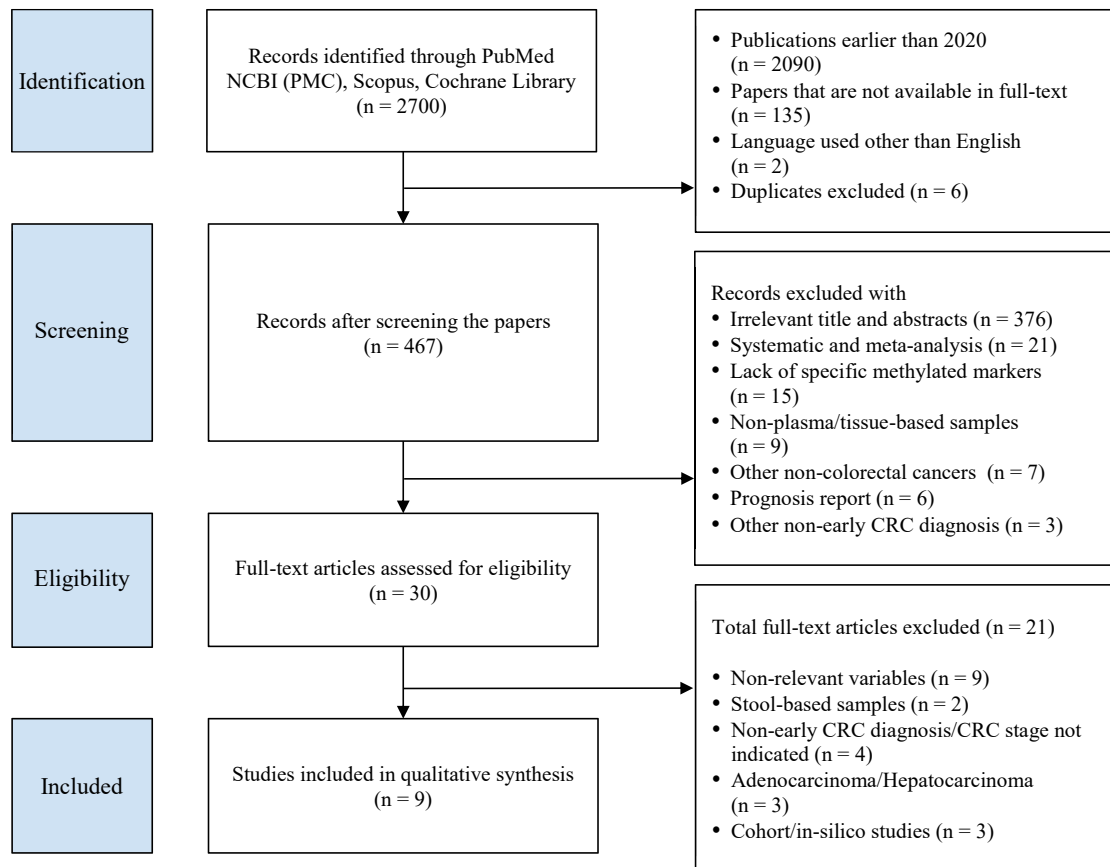 Identification
Records identified through PubMed
NCBI (PMC), Scopus, Cochrane Library
(n = 2700)
• Publications earlier than 2020
(n = 2090)
• Papers that are not available in full-text
(n = 135)
• Language used other than English
(n = 2)
• Duplicates excluded (n = 6)
Screening
Records after screening the papers
(n = 467)
Records excluded with
• Irrelevant title and abstracts (n = 376)
• Systematic and meta-analysis (n = 21)
• Lack of specific methylated markers
(n = 15)
• Non-plasma/tissue-based samples
(n = 9)
• Other non-colorectal cancers (n = 7)
• Prognosis report (n = 6)
• Other non-early CRC diagnosis (n = 3)
Eligibility
Full-text articles assessed for eligibility
(n = 30)
Total full-text articles excluded (n = 21)
• Non-relevant variables (n = 9)
• Stool-based samples (n = 2)
• Non-early CRC diagnosis/CRC stage not
indicated (n = 4)
• Adenocarcinoma/Hepatocarcinoma
(n = 3)
• Cohort/in-silico studies (n = 3)
Included
Studies included in qualitative synthesis
(n = 9)